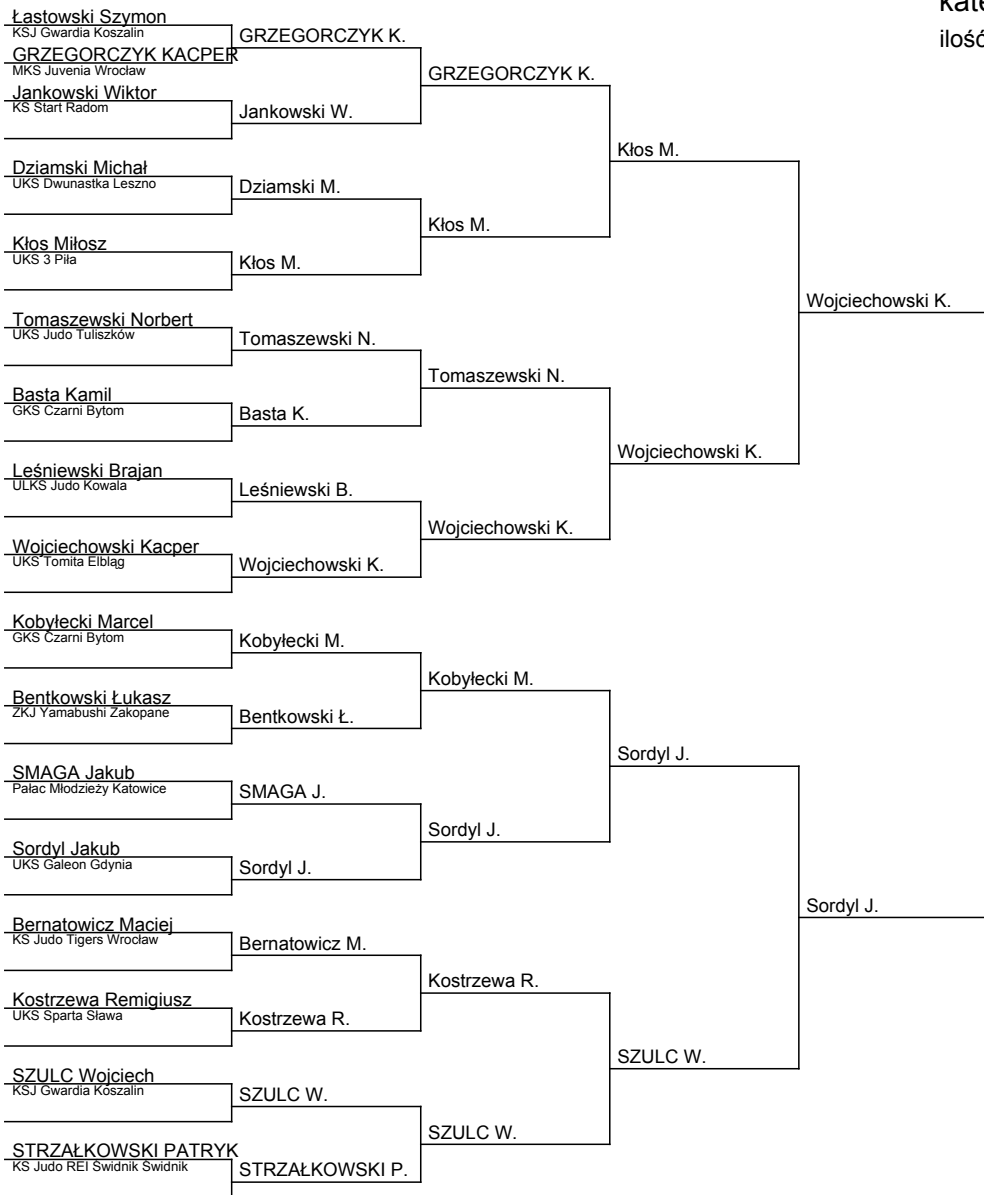 Łastowski Szymon
KSJ Gwardia Koszalin
GRZEGORCZYK KACPER
MKS Juvenia Wrocław
Jankowski Wiktor
KS Start Radom
Dziamski Michał
UKS Dwunastka Leszno
Kłos Miłosz
UKS 3 Piła
Tomaszewski Norbert
UKS Judo Tuliszków
Basta Kamil
GKS Czarni Bytom
Leśniewski Brajan
ULKS Judo Kowala
Wojciechowski Kacper
UKS Tomita Elbląg
Kobyłecki Marcel
GKS Czarni Bytom
Bentkowski Łukasz
ZKJ Yamabushi Zakopane
SMAGA Jakub
Pałac Młodzieży Katowice
Sordyl Jakub
UKS Galeon Gdynia
Bernatowicz Maciej
KS Judo Tigers Wrocław
Kostrzewa Remigiusz
UKS Sparta Sława
SZULC Wojciech
KSJ Gwardia Koszalin
STRZAŁKOWSKI PATRYK
KS Judo REI Świdnik Świdnik
GRZEGORCZYK K.
Jankowski W.
Dziamski M.
Kłos M.
Tomaszewski N.
Basta K.
Leśniewski B.
Wojciechowski K.
Kobyłecki M.
Bentkowski Ł.
SMAGA J.
Sordyl J.
Bernatowicz M.
Kostrzewa R.
SZULC W.
STRZAŁKOWSKI P.
GRZEGORCZYK K.
Kłos M.
Tomaszewski N.
Wojciechowski K.
Kobyłecki M.
Sordyl J.
Kostrzewa R.
SZULC W.
Kłos M.
Wojciechowski K.
Sordyl J.
SZULC W.
Wojciechowski K.
Sordyl J.
ilość